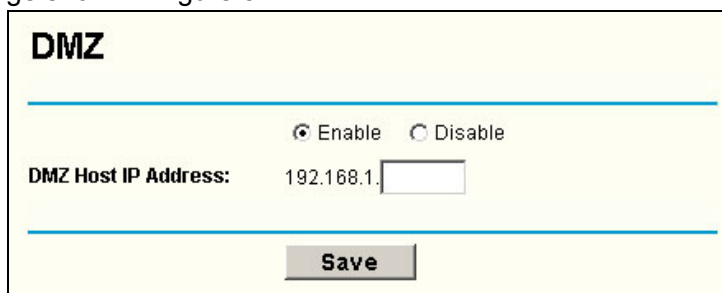 DMZ
Enable Disable
DMZ Host IP Address: 192.168.1.
Save